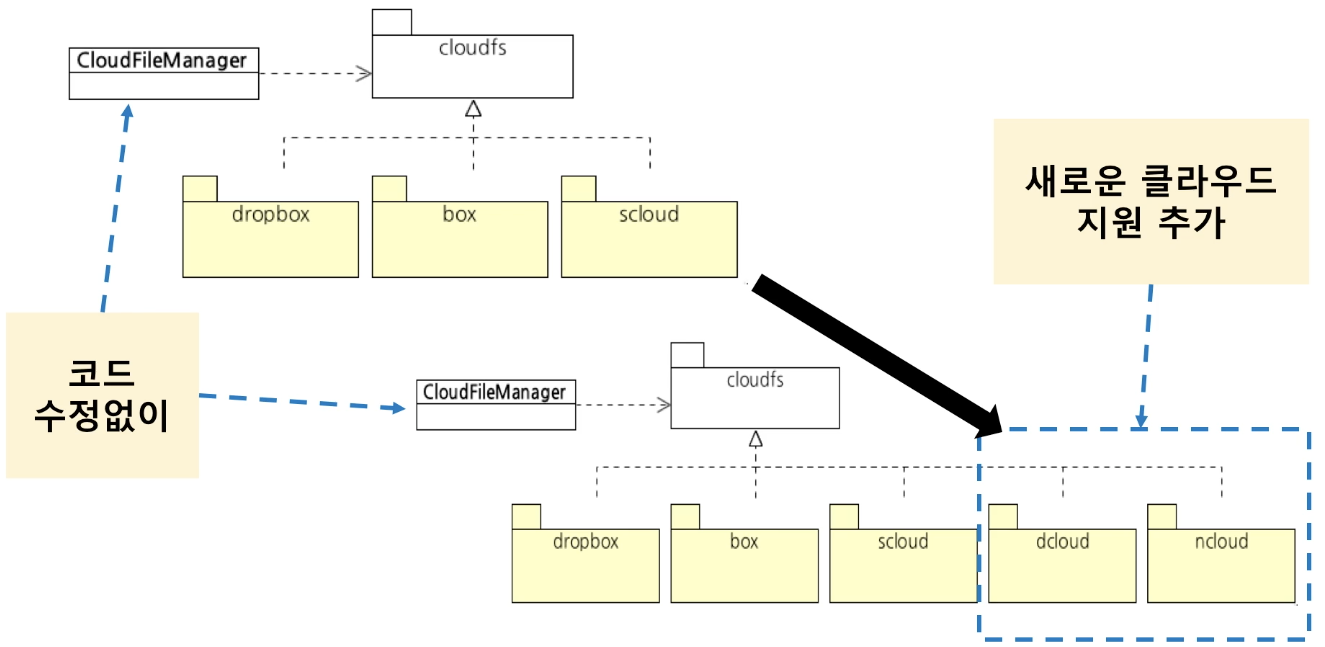 CloudFileManager
cloudfs
dropbox
box
scloud
새로운 클라우드
지원 추가
코드
수정없이
CloudFileManager
cloudfs
dropbox
box
scloud
dcloud
ncloud